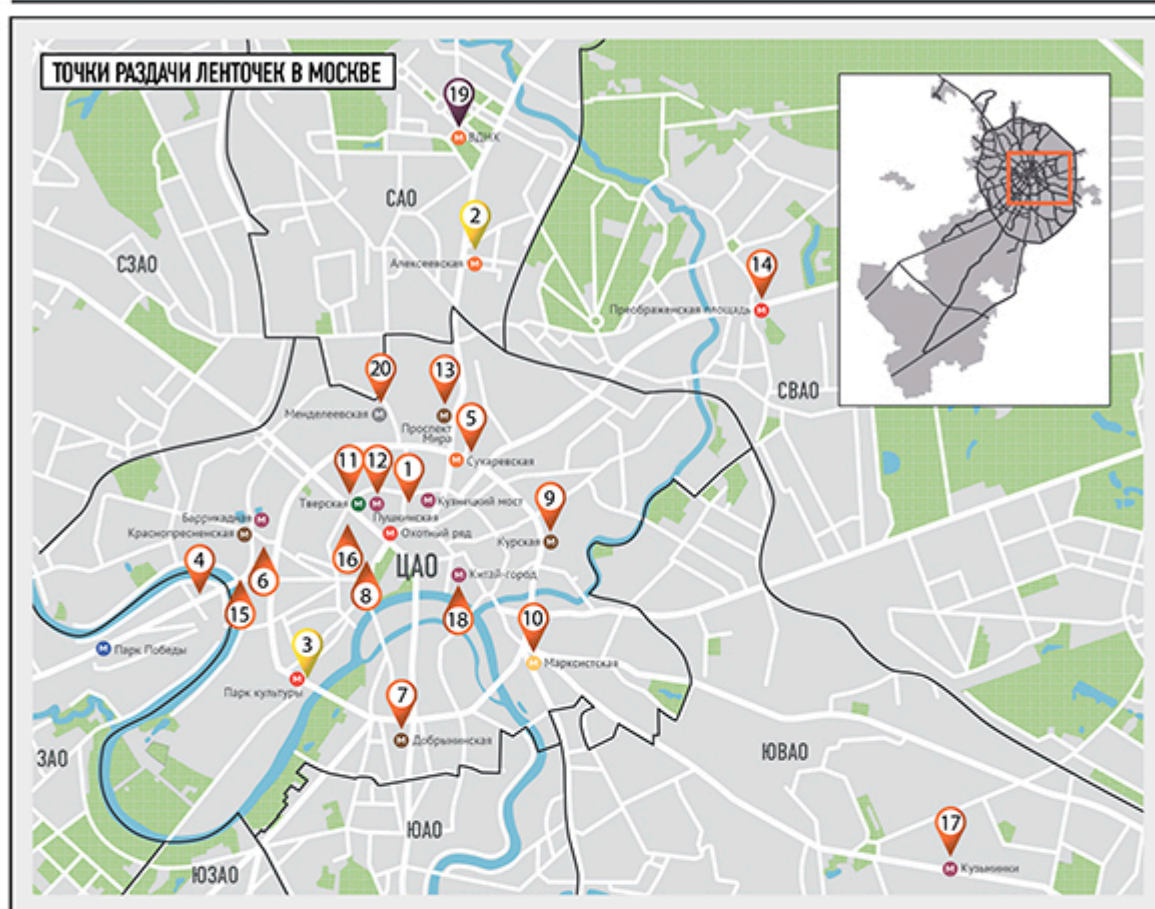 ТОЧКИ РАЗДАЧИ ЛЕНТОЧЕК В МОСКВЕ
19
ВДНХ
САО
2
СЗАО
Алексеевская
14
Преображенская площадь
20
13
СВАО
Менделеевская
Проспект
Мира
5
Сухаревская
11
12
1
Тверская
Кузнецкий мост
9
Пушкинская
Баррикадная
Краснопресненская
Охотный ряд
Курская
4
16
ЦАО
6
Китай-город
8
15
18
10
3
Парк Победы
Марксистская
Парк культуры
7
Добрынинская
ЗАО
ЮВАО
17
ЮАО
ЮЗАО
Кузьминки